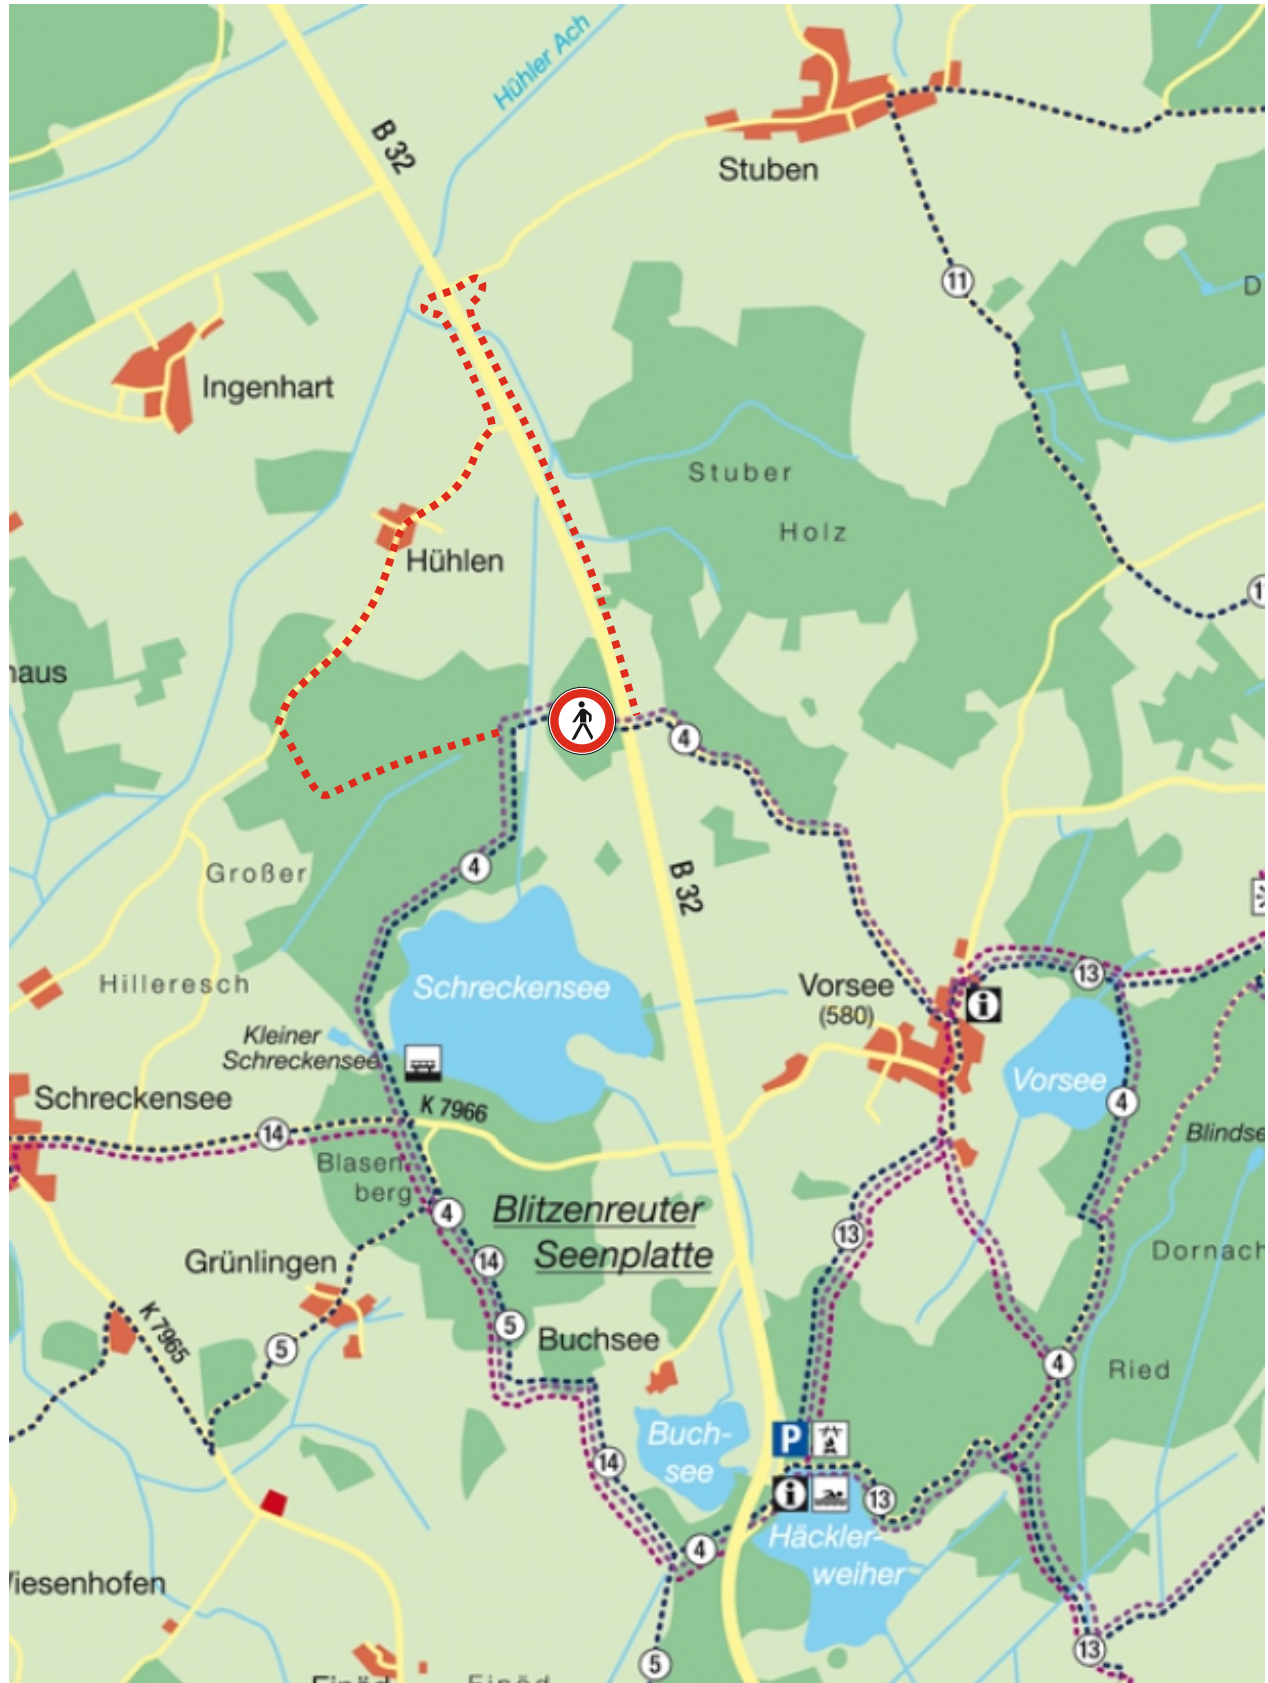 Hühler Ach
B 32
Stuben
11
D
Ingenhart
Stuber
Holz
Hühlen
haus
4
4
B 32
Großer
Hilleresch
Schreckensee
Vorsee
(580)
i
13
Kleiner
Schreckensee
Schreckensee
K 7966
14
Vorsee
4
Blasen
berg
4
Blitzenreuter
Seenplatte
13
14
Grünlingen
Dornach
K 7965
5
5
Buchsee
4
Ried
Buch-
see
P
14
i
13
Häckler-
weiher
4
iesenhofen
13
5